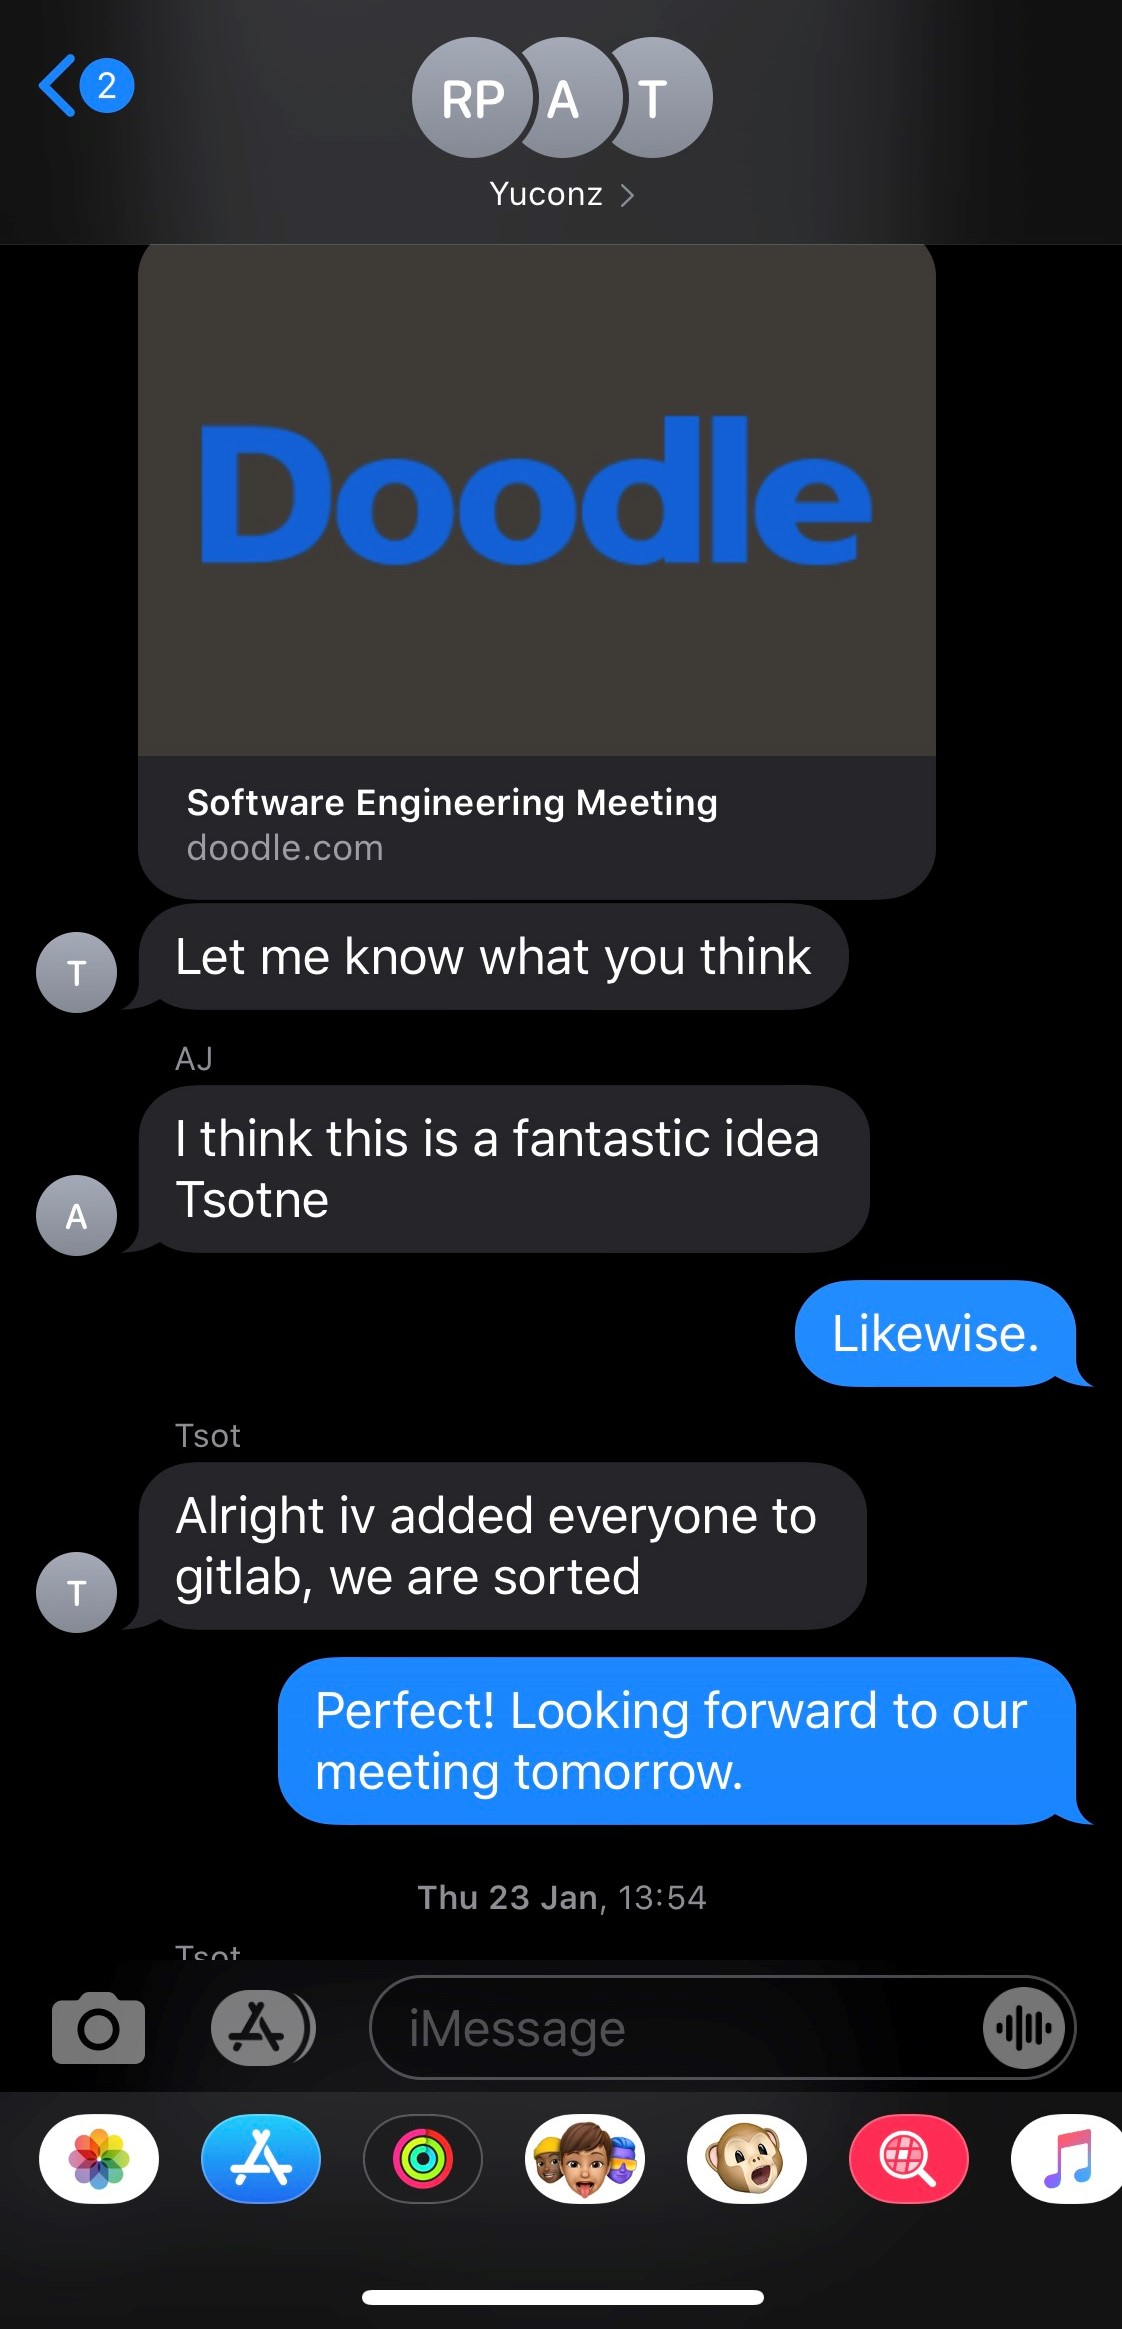 2
RP A T
Yuconz
Doodle
Software Engineering Meeting
doodle.com
Let me know what you think
T
AJ
I think this is a fantastic idea
Tsotne
A
Likewise.
Tsot
Alright iv added everyone to
gitlab, we are sorted
T
Perfect! Looking forward to our
meeting tomorrow.
Thu 23 Jan, 13:54
Tsot
iMessage